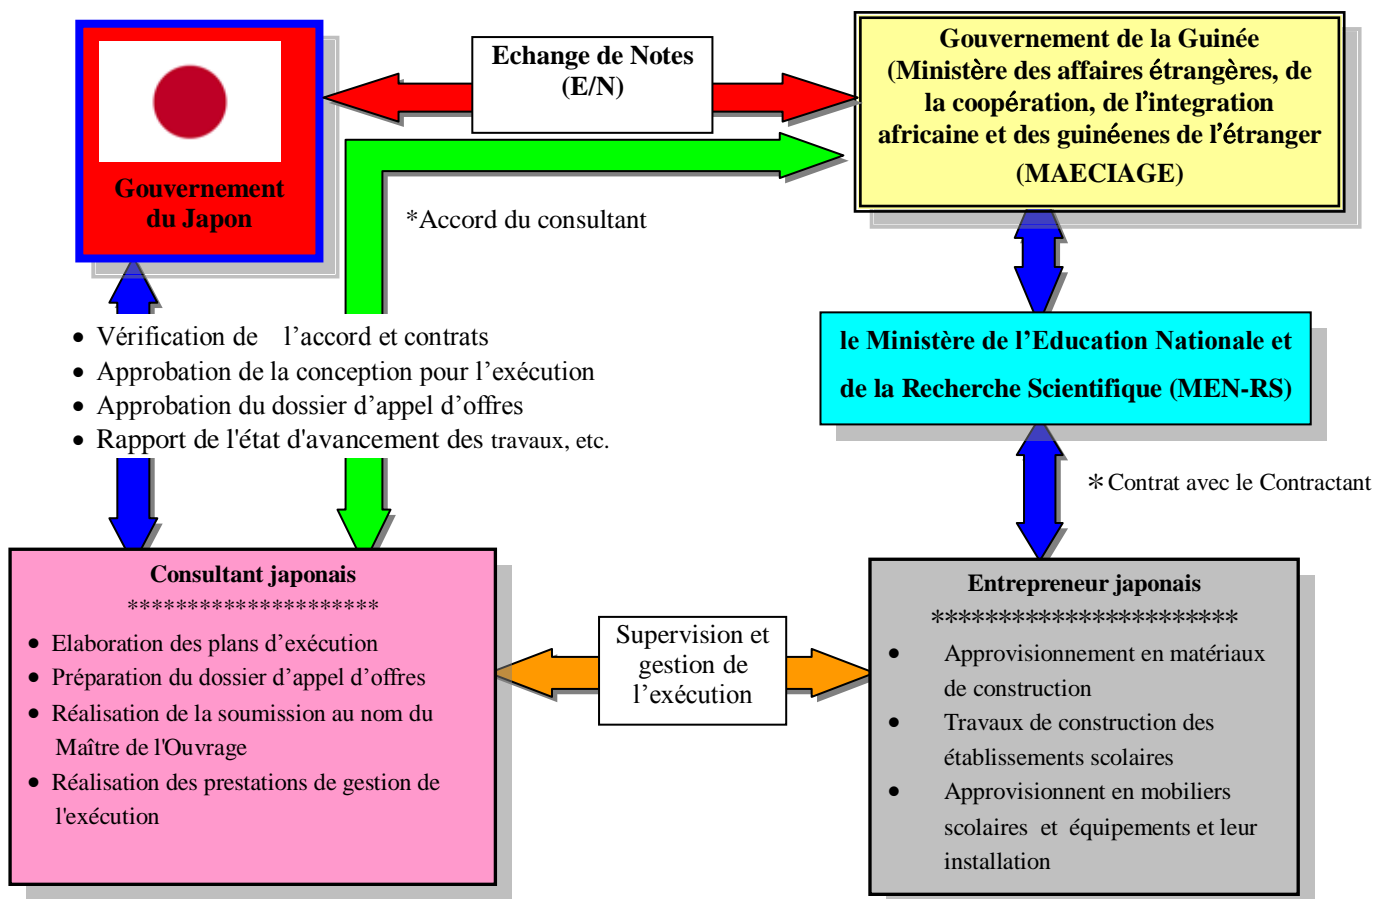 Gouvernement
du Japon
Echange de Notes
(E/N)
Gouvernement de la Guinée
(Ministère des affaires étrangères, de
la coopération, de l’integration
africaine et des guinéenes de l’étranger
(MAECIAGE)
*Accord du consultant
• Vérification de l’accord et contrats
• Approbation de la conception pour l’exécution
• Approbation du dossier d’appel d’offres
• Rapport de l'état d'avancement des travaux, etc.
le Ministère de l’Education Nationale et
de la Recherche Scientifique (MEN-RS)
＊Contrat avec le Contractant
Consultant japonais
*********************
• Elaboration des plans d’exécution
• Préparation du dossier d’appel d’offres
• Réalisation de la soumission au nom du
Maître de l'Ouvrage
• Réalisation des prestations de gestion de
l'exécution
Supervision et
gestion de
l’exécution
Entrepreneur japonais
***********************
• Approvisionnement en matériaux
de construction
• Travaux de construction des
établissements scolaires
• Approvisionnent en mobiliers
scolaires et équipements et leur
installation